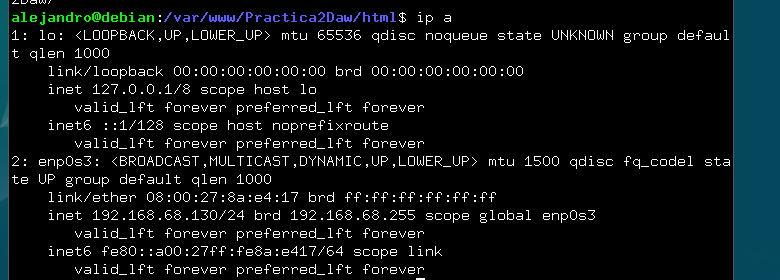 2Daw/
alejandro@debian:/var/www/Practica2Daw/html$ ip a
1: lo: <LOOPBACK,UP,LOWER_UP> mtu 65536 qdisc noqueue state UNKNOWN group defaul
t qlen 1000
    link/loopback 00:00:00:00:00:00 brd 00:00:00:00:00:00
    inet 127.0.0.1/8 scope host lo
       valid_lft forever preferred_lft forever
    inet6 ::1/128 scope host noprefixroute
       valid_lft forever preferred_lft forever
2: enp0s3: <BROADCAST,MULTICAST,DYNAMIC,UP,LOWER_UP> mtu 1500 qdisc fq_codel sta
te UP group default qlen 1000
    link/ether 08:00:27:8a:e4:17 brd ff:ff:ff:ff:ff:ff
    inet 192.168.68.130/24 brd 192.168.68.255 scope global enp0s3
       valid_lft forever preferred_lft forever
    inet6 fe80::a00:27ff:fe8a:e417/64 scope link
       valid_lft forever preferred_lft forever